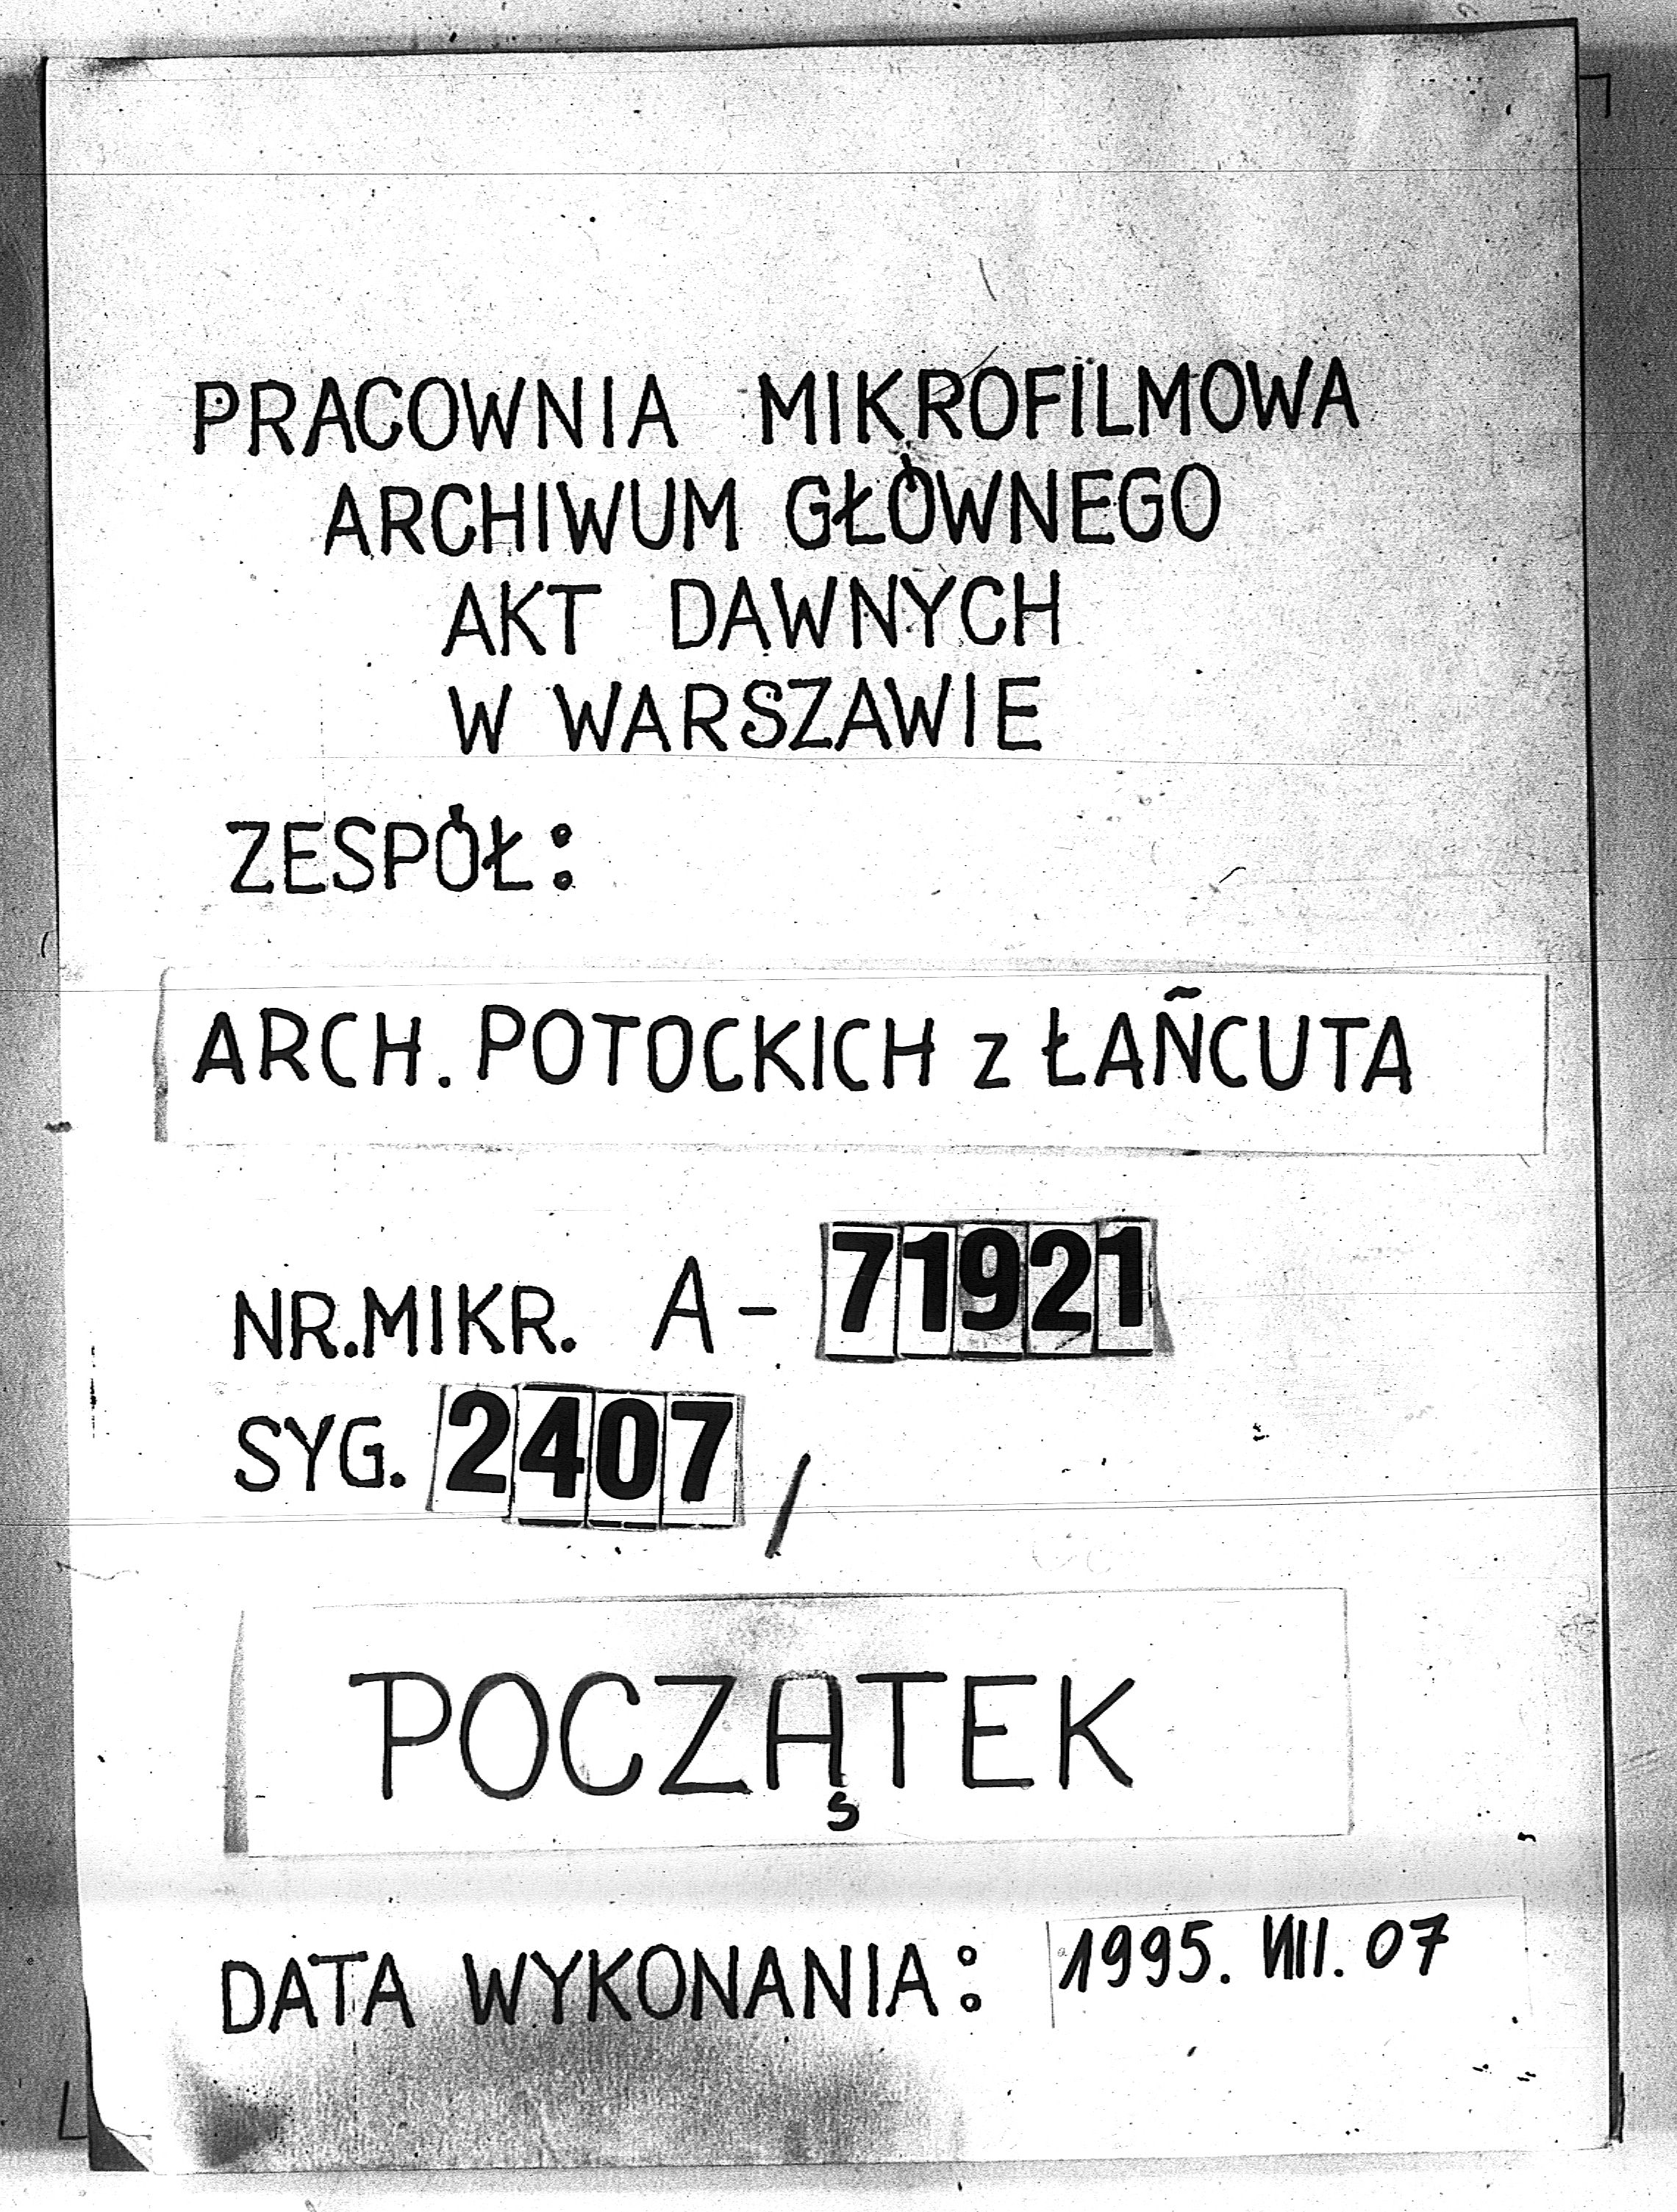 PRACOWNIA MIKROFILMOWA
ARCHIWUM GŁÓWNEGO
AKT DAWNYCH
W WARSZAWIE
ZESPÓŁ:
ARCH. POTOCKICH z ŁAŃCUTA
NR.MIKR. A-71921
SYG. 2407/
POCZĄTEK
DATA WYKONANIA: 1995. VIII. 07